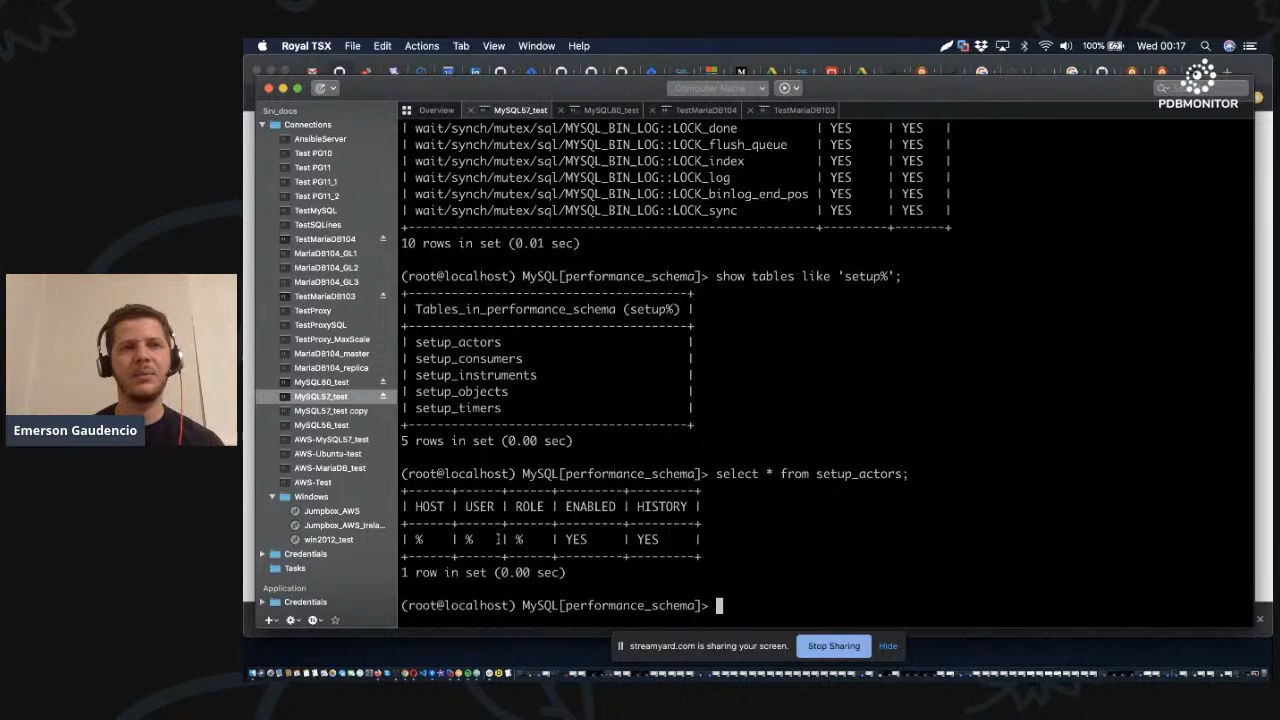 Royal TSX File Edit Actions Tab View Window Help
100% Wed 00:17
PDBMONITOR
Computer Name
Srv_docs
Overview MySQL57_test MySQL80_test TestMariaDB104 TestMariaDB103
Connections
AnsibleServer
Test PG10
Test PG11
Test PG11_1
Test PG11_2
TestMySQL
TestSQLines
TestMariaDB104
MariaDB104_GL1
MariaDB104_GL2
MariaDB104_GL3
TestMariaDB103
TestProxy
TestProxySQL
TestProxy_MaxScale
MariaDB104_master
MariaDB104_replica
MySQL80_test
MySQL57_test
MySQL57_test copy
MySQL56_test
AWS-MySQL57_test
AWS-Ubuntu-test
AWS-MariaDB_test
AWS-Test
Windows
Jumpbox_AWS
Jumpbox_AWS_Irela...
win2012_test
Credentials
Tasks
Application
Credentials
| wait/synch/mutex/sql/MYSQL_BIN_LOG::LOCK_done | YES | YES |
| wait/synch/mutex/sql/MYSQL_BIN_LOG::LOCK_flush_queue | YES | YES |
| wait/synch/mutex/sql/MYSQL_BIN_LOG::LOCK_index | YES | YES |
| wait/synch/mutex/sql/MYSQL_BIN_LOG::LOCK_log | YES | YES |
| wait/synch/mutex/sql/MYSQL_BIN_LOG::LOCK_binlog_end_pos | YES | YES |
| wait/synch/mutex/sql/MYSQL_BIN_LOG::LOCK_sync | YES | YES |
10 rows in set (0.01 sec)
(root@localhost) MySQL[performance_schema]> show tables like 'setup%';
| Tables_in_performance_schema (setup%) |
| setup_actors |
| setup_consumers |
| setup_instruments |
| setup_objects |
| setup_timers |
5 rows in set (0.00 sec)
(root@localhost) MySQL[performance_schema]> select * from setup_actors;
| HOST | USER | ROLE | ENABLED | HISTORY |
| % | % | % | YES | YES |
1 row in set (0.00 sec)
(root@localhost) MySQL[performance_schema]>
Emerson Gaudencio
streamyard.com is sharing your screen. Stop Sharing Hide